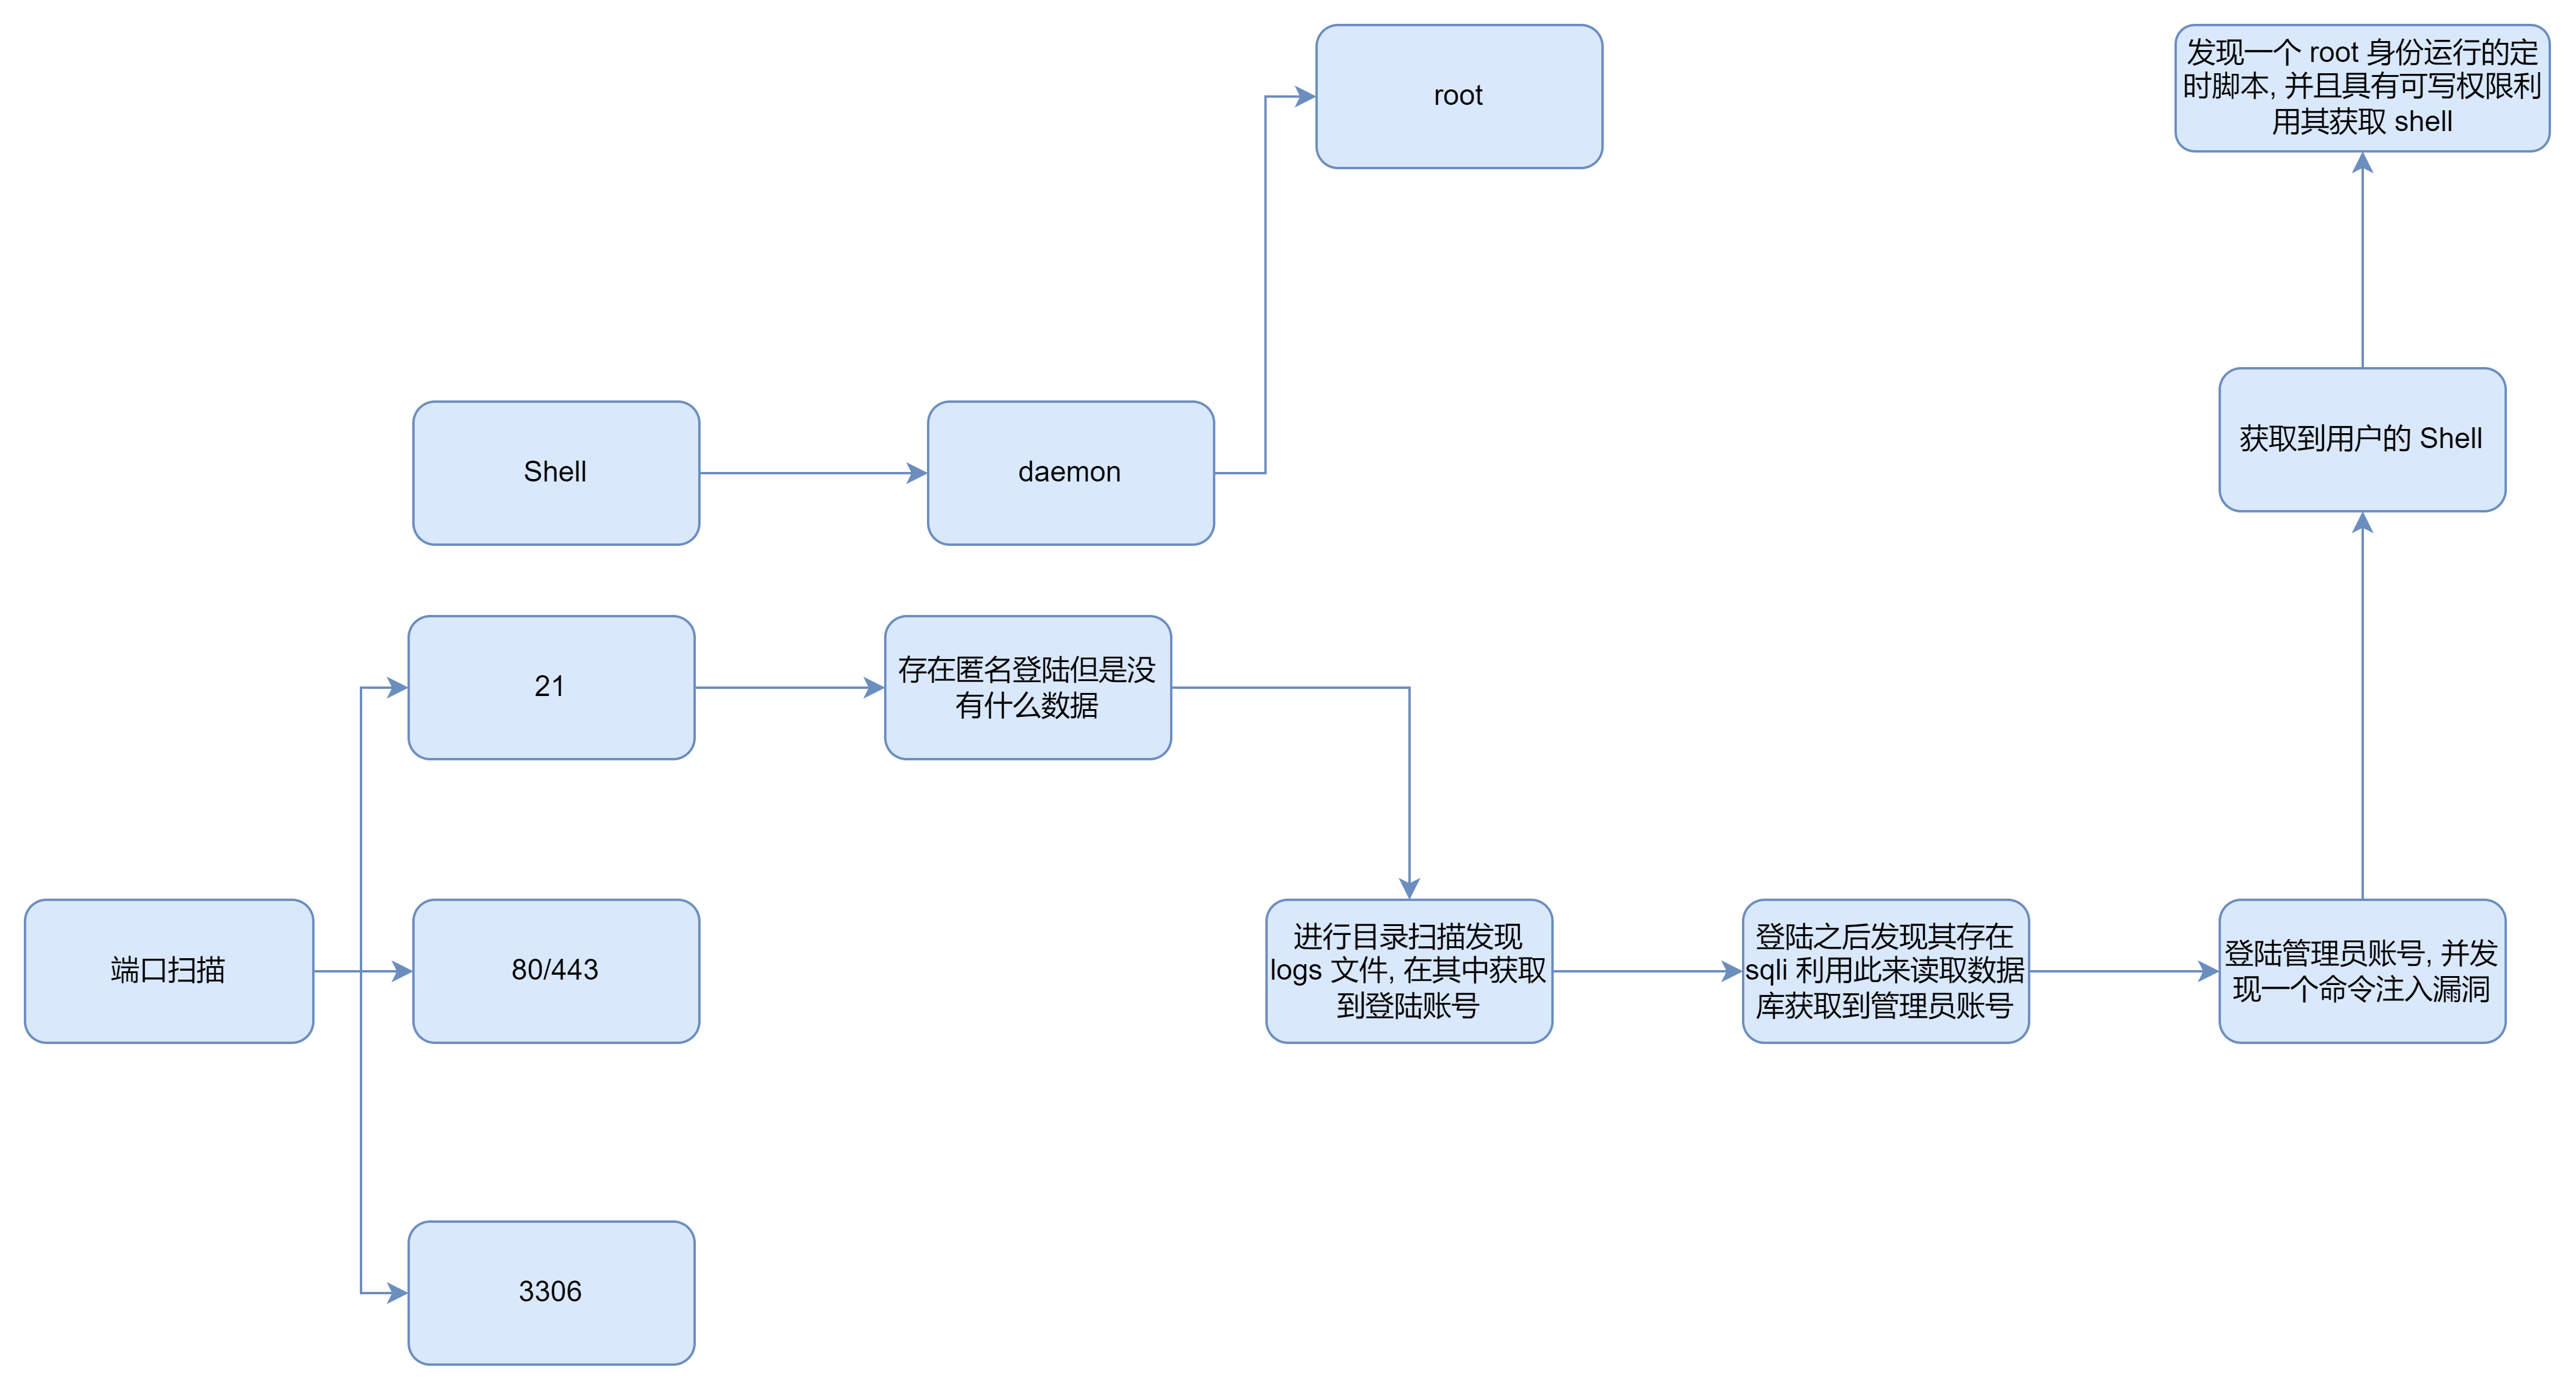 root
发现一个 root 身份运行的定
时脚本, 并且具有可写权限利
用其获取 shell
Shell
daemon
获取到用户的 Shell
21
存在匿名登陆但是没
有什么数据
端口扫描
80/443
进行目录扫描发现
logs 文件, 在其中获取
到登陆账号
登陆之后发现其存在
sqli 利用此来读取数据
库获取到管理员账号
登陆管理员账号, 并发
现一个命令注入漏洞
3306